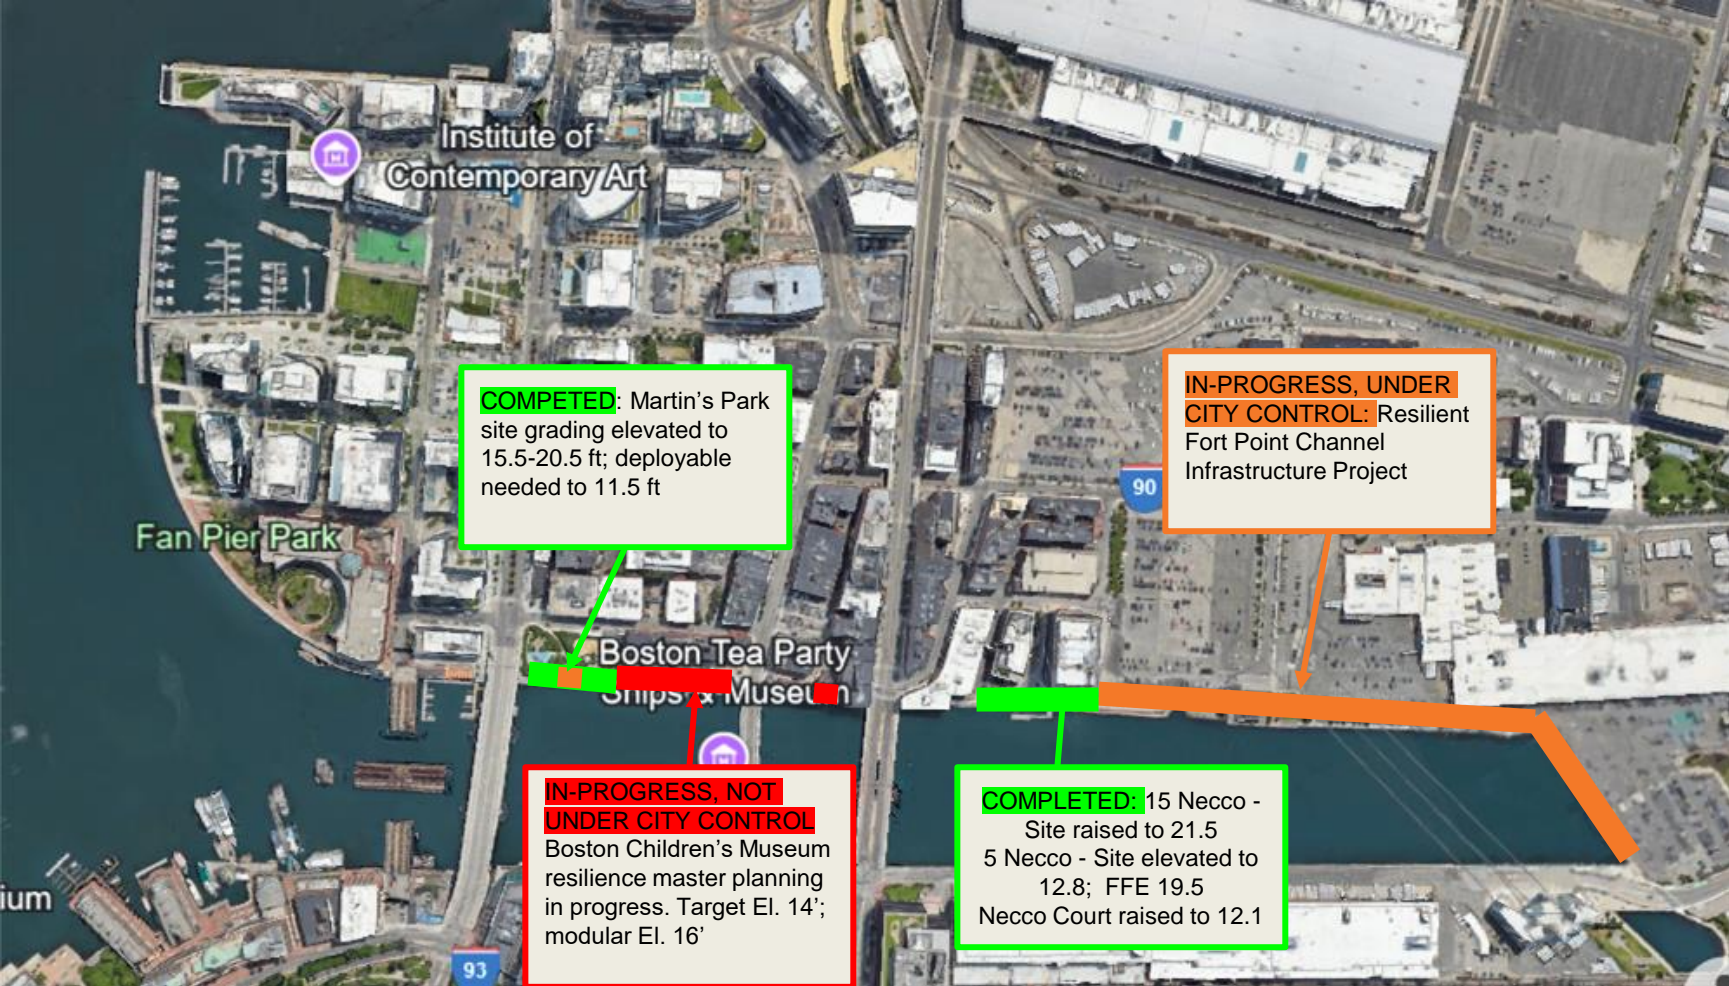 Institute of
Contemporary Art
COMPETED: Martin's Park
site grading elevated to
15.5-20.5 ft; deployable
needed to 11.5 ft
IN-PROGRESS, UNDER
CITY CONTROL: Resilient
Fort Point Channel
Infrastructure Project
90
Fan Pier Park
Boston Tea Party
Ships & Museum
IN-PROGRESS, NOT
UNDER CITY CONTROL
Boston Children's Museum
resilience master planning
in progress. Target El. 14’;
modular El. 16’
COMPLETED: 15 Necco -
Site raised to 21.5
5 Necco - Site elevated to
12.8; FFE 19.5
Necco Court raised to 12.1
ium
93